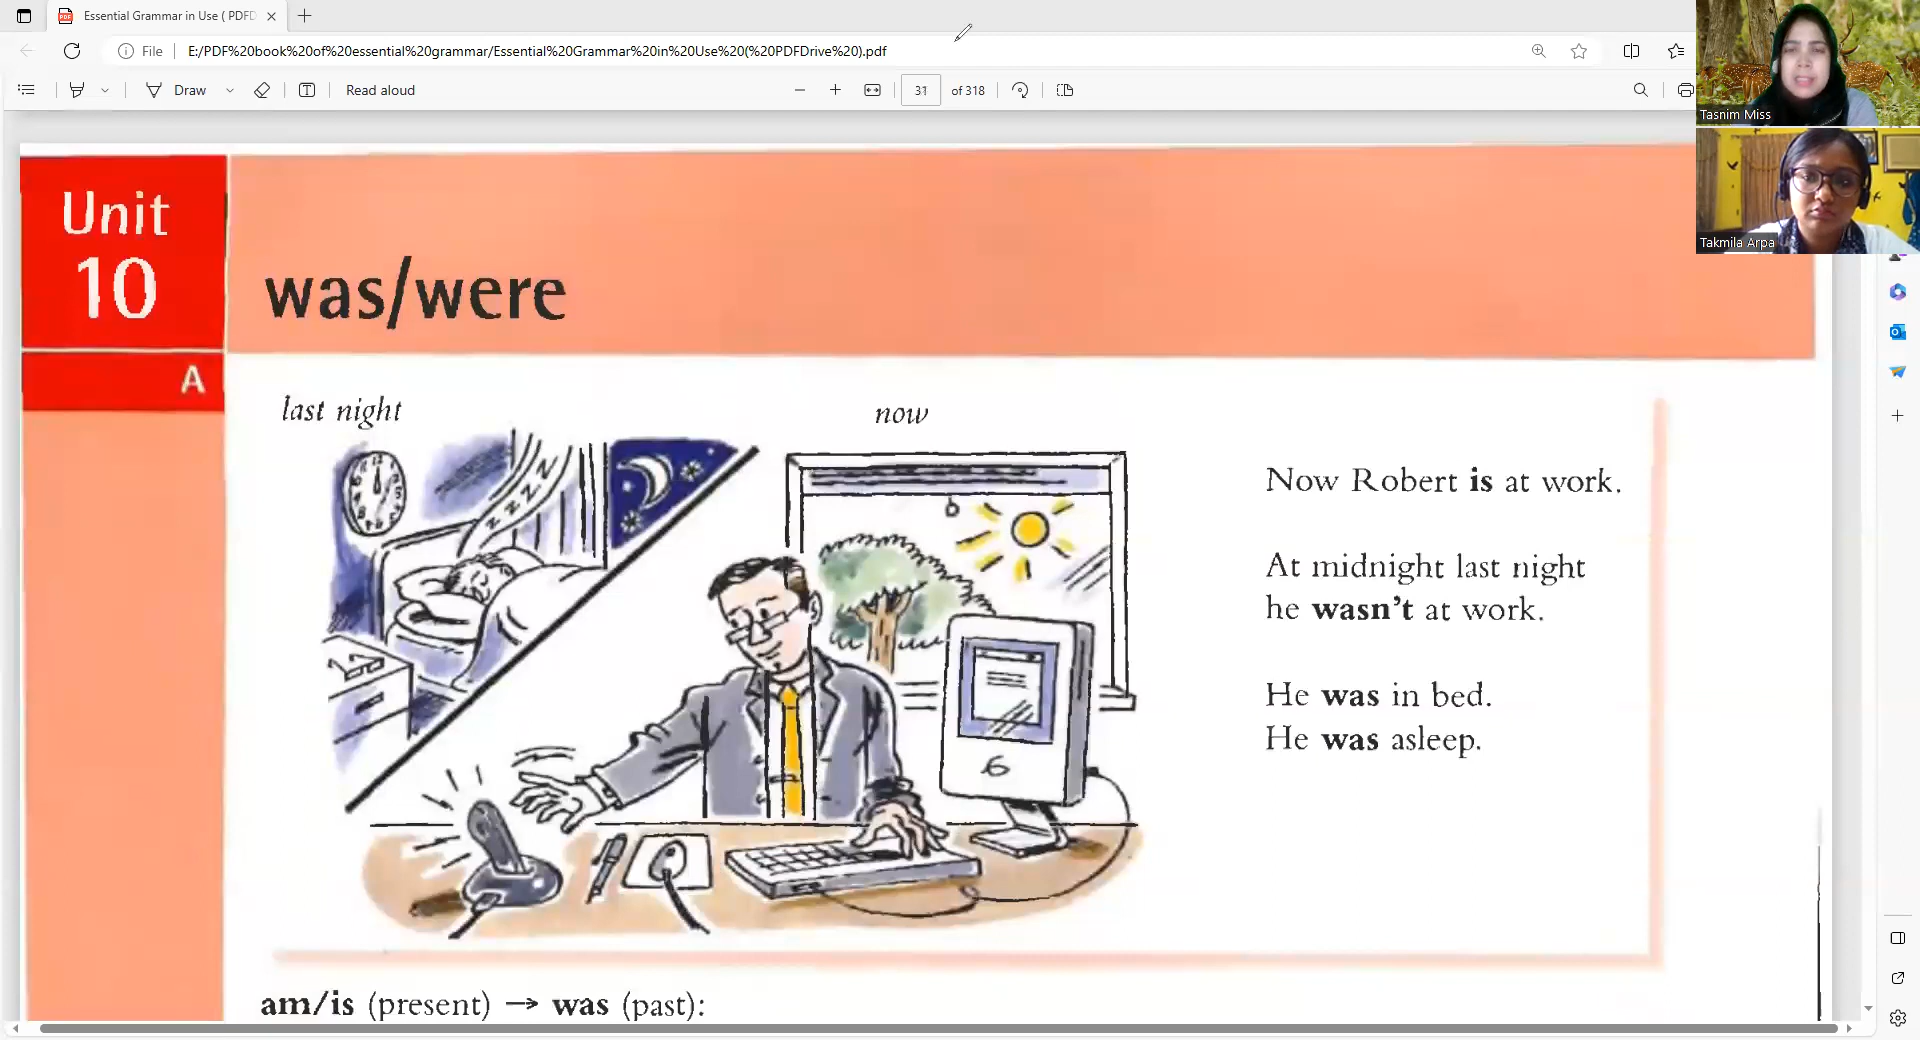 Essential Grammar in Use ( PDFD
File
E:/PDF%20book%20of%20essential%20grammar/Essential%20Grammar%20in%20Use%20(%20PDFDrive%20).pdf
Draw
Read aloud
31
of 318
Tasnim Miss
Takmila Arpa
Unit
10
was/were
A
last night
now
z z z z
Now Robert is at work.
At midnight last night
he wasn't at work.
He was in bed.
He was asleep.
am/is (present) → was (past):